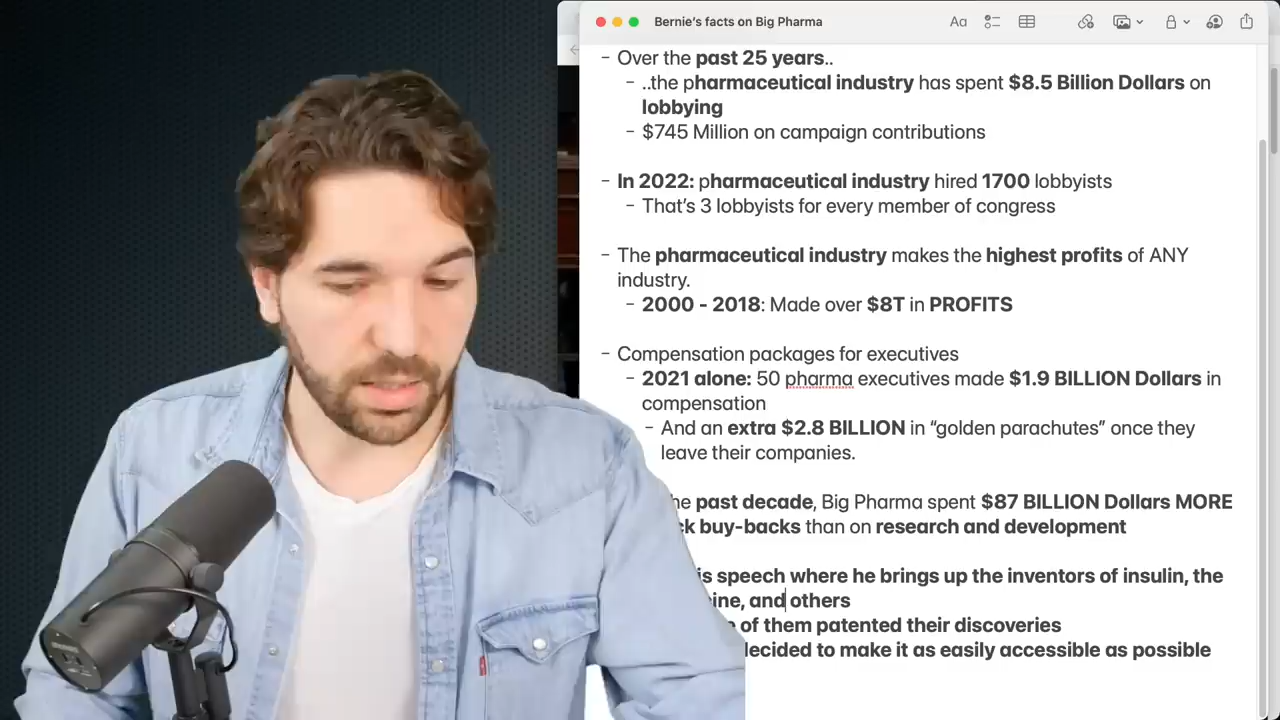 Bernie's facts on Big Pharma
Aa
- Over the past 25 years..
- ..the pharmaceutical industry has spent $8.5 Billion Dollars on
lobbying
- $745 Million on campaign contributions
- In 2022: pharmaceutical industry hired 1700 lobbyists
- That's 3 lobbyists for every member of congress
- The pharmaceutical industry makes the highest profits of ANY
industry.
- 2000 - 2018: Made over $8T in PROFITS
- Compensation packages for executives
- 2021 alone: 50 pharma executives made $1.9 BILLION Dollars in
compensation
- And an extra $2.8 BILLION in “golden parachutes” once they
leave their companies.
past decade, Big Pharma spent $87 BILLION Dollars MORE
buy-backs than on research and development
speech where he brings up the inventors of insulin, the
and others
of them patented their discoveries
decided to make it as easily accessible as possible